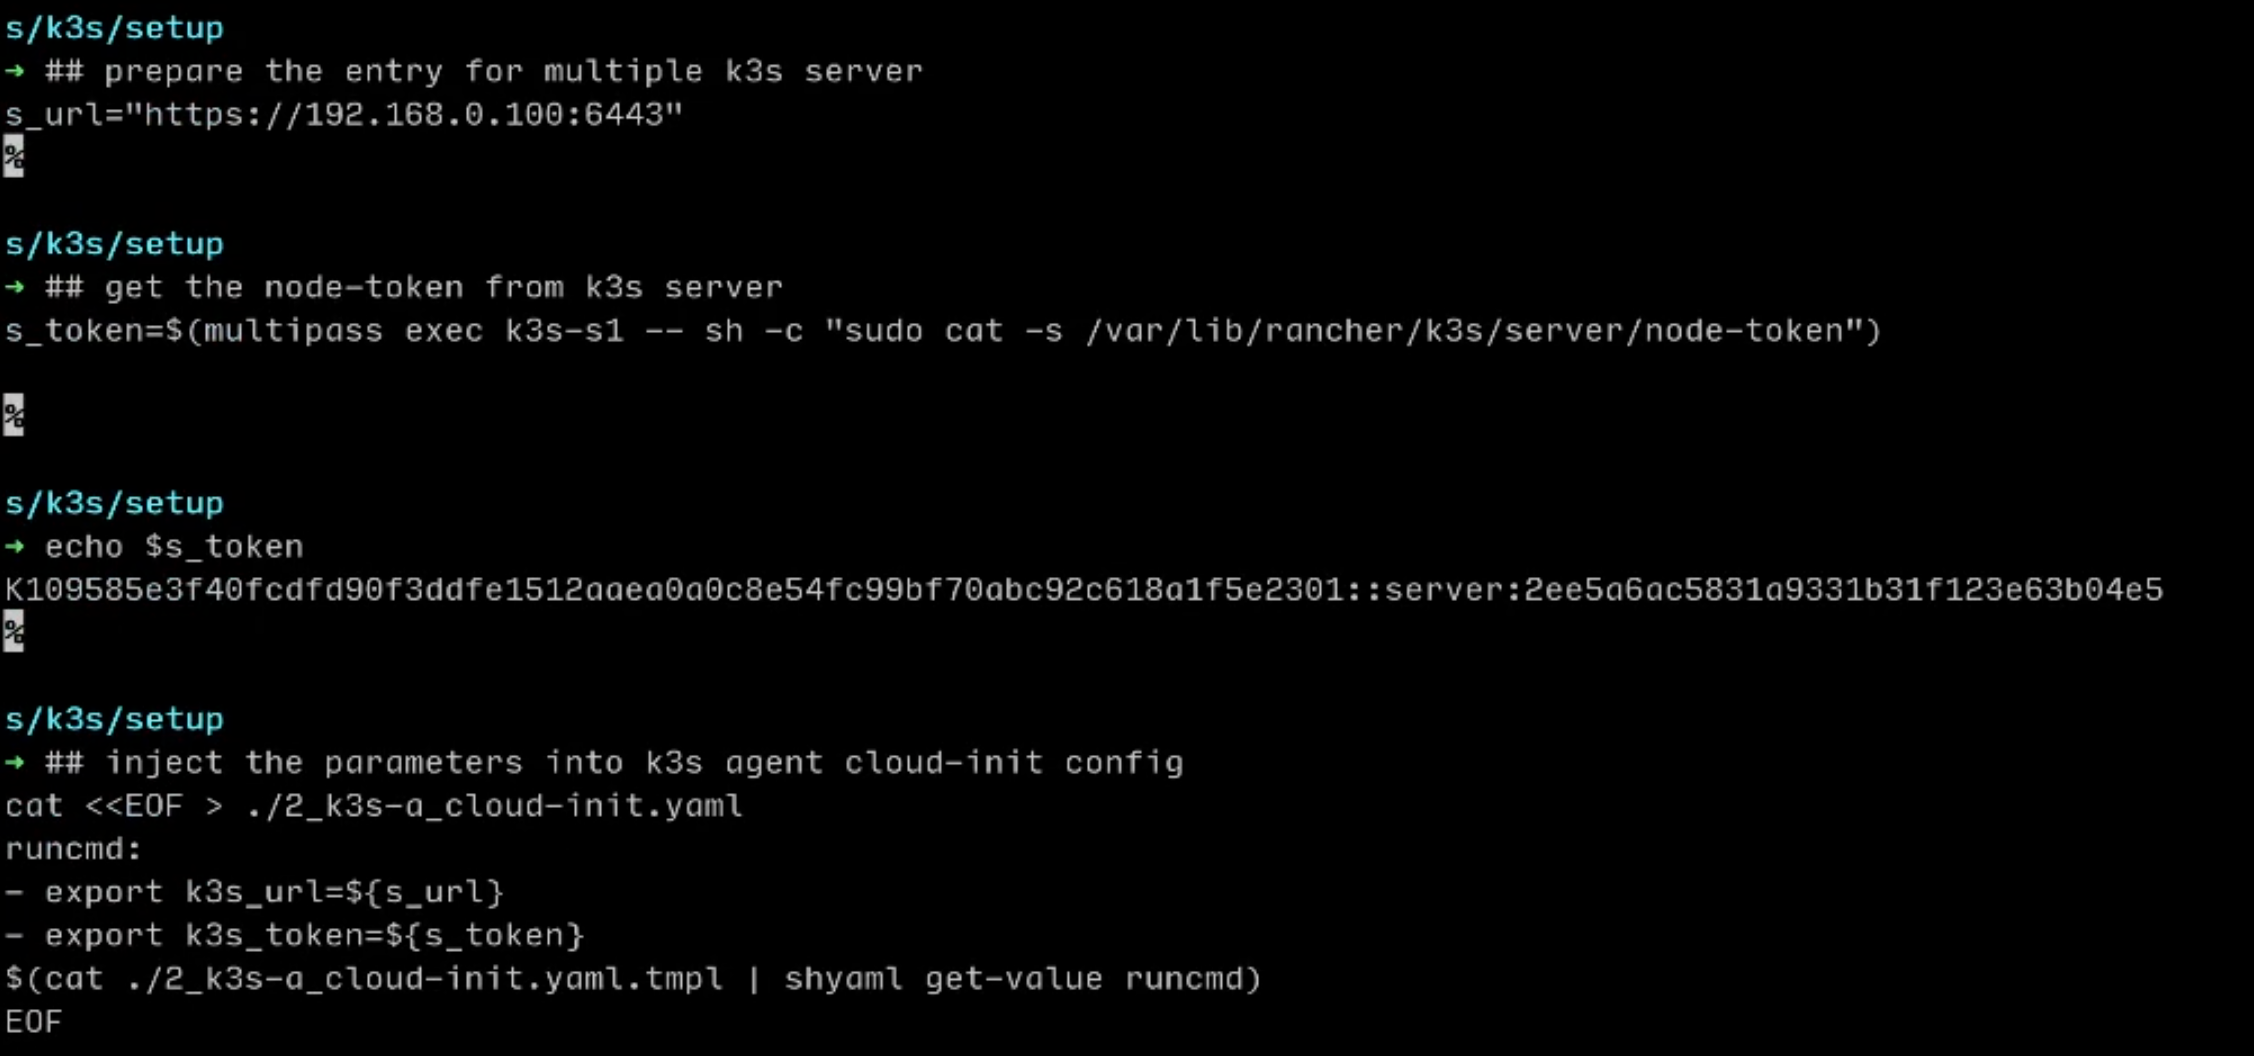 s/k3s/setup
→ ## prepare the entry for multiple k3s server
s_url="https://192.168.0.100:6443"
%
s/k3s/setup
→ ## get the node-token from k3s server
s_token=$(multipass exec k3s-s1 -- sh -c "sudo cat -s /var/lib/rancher/k3s/server/node-token")
%
s/k3s/setup
→ echo $s_token
K109585e3f40fcdfd90f3ddfe1512aaea0a0c8e54fc99bf70abc92c618a1f5e2301::server:2ee5a6ac5831a9331b31f123e63b04e5
%
s/k3s/setup
→ ## inject the parameters into k3s agent cloud-init config
cat <<EOF > ./2_k3s-a_cloud-init.yaml
runcmd:
- export k3s_url=${s_url}
- export k3s_token=${s_token}
$(cat ./2_k3s-a_cloud-init.yaml.tmpl | shyaml get-value runcmd)
EOF